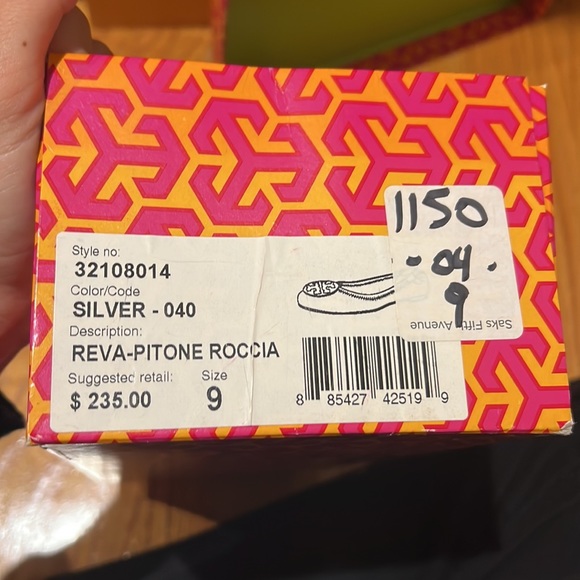 Style no:
32108014
Color/Code
SILVER - 040
Description:
REVA-PITONE ROCCIA
Suggested retail:
$ 235.00
Size
9
8 85427 42519 9
1150
· 04 ·
9
Saks Fifth Avenue